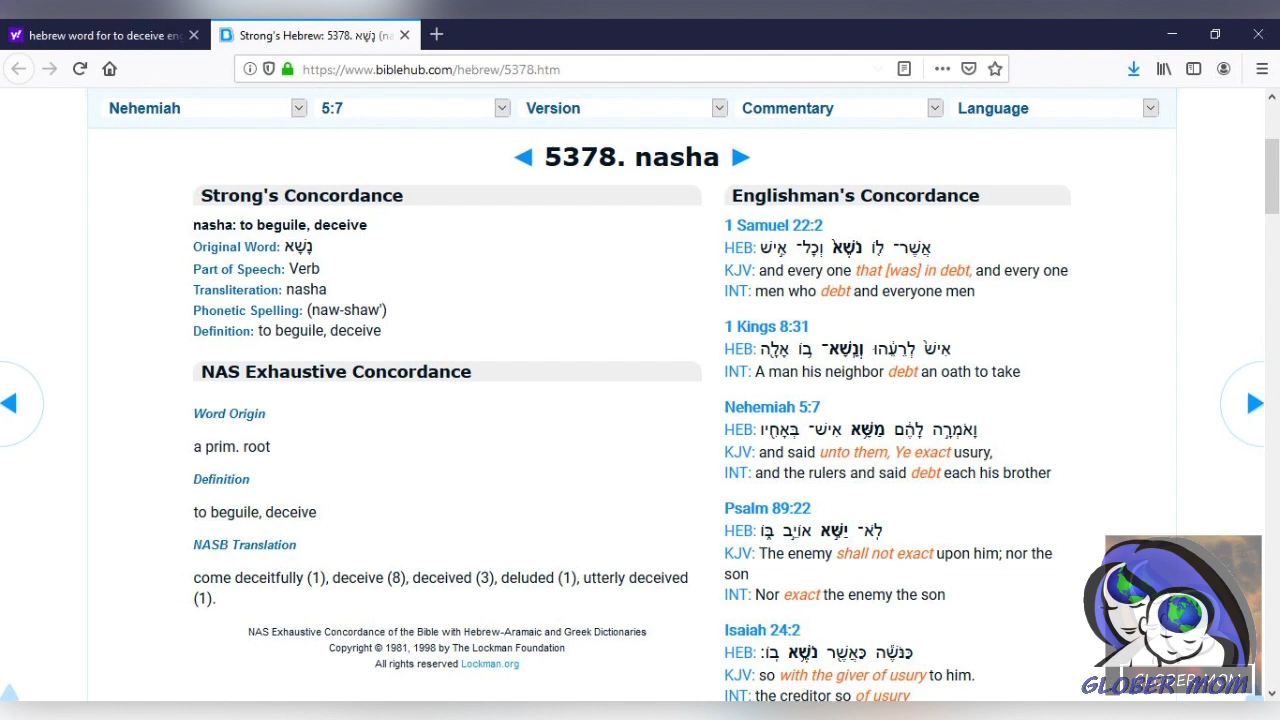 hebrew word for to deceive en
Strong's Hebrew: 5378. נָשָׁא (na
https://www.biblehub.com/hebrew/5378.htm
Nehemiah 5:7 Version Commentary Language
5378. nasha
Strong's Concordance
nasha: to beguile, deceive
Original Word: נָשָׁא
Part of Speech: Verb
Transliteration: nasha
Phonetic Spelling: (naw-shaw')
Definition: to beguile, deceive
NAS Exhaustive Concordance
Word Origin
a prim. root
Definition
to beguile, deceive
NASB Translation
come deceitfully (1), deceive (8), deceived (3), deluded (1), utterly deceived
(1).
NAS Exhaustive Concordance of the Bible with Hebrew-Aramaic and Greek Dictionaries
Copyright © 1981, 1998 by The Lockman Foundation
All rights reserved Lockman.org
Englishman's Concordance
1 Samuel 22:2
HEB: אֲשֶׁר־ ל֤וֹ נֹשֶׁא֙ וְכָל־ אִ֣ישׁ
KJV: and every one that [was] in debt, and every one
INT: men who debt and everyone men
1 Kings 8:31
HEB: אִישׁ֙ לְרֵעֵ֔הוּ וְנָֽשָׁא־ ב֥וֹ אָלָ֖ה
INT: A man his neighbor debt an oath to take
Nehemiah 5:7
HEB: וָאֹמְרָ֣ה לָהֶ֔ם מַשָּׁ֥א אִישׁ־ בְּאָחִ֖יו
KJV: and said unto them, Ye exact usury,
INT: and the rulers and said debt each his brother
Psalm 89:22
HEB: לֹֽא־ יַשִּׁ֣א אוֹיֵ֣ב בּ֑וֹ
KJV: The enemy shall not exact upon him; nor the
son
INT: Nor exact the enemy the son
Isaiah 24:2
HEB: כַּנֹּשֶׁ֕ה כַּאֲשֶׁ֖ר נֹשֶׁ֥א בֽוֹ׃
KJV: so with the giver of usury to him.
INT: the creditor so of usury
GLOBER MOM
GLOBER MOM